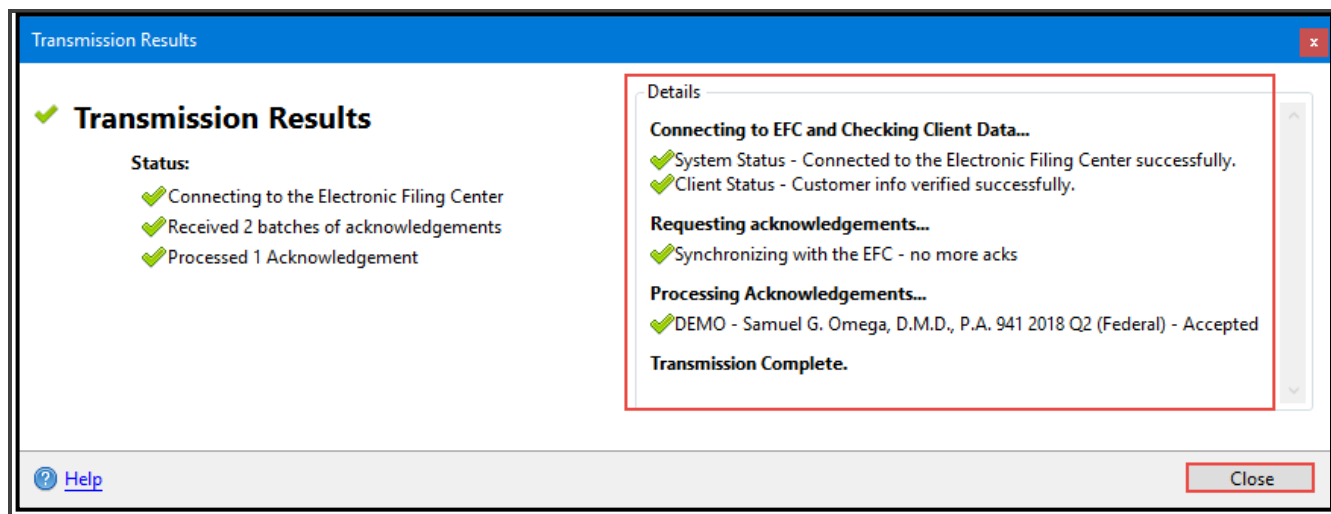 Transmission Results
x
Transmission Results
Status:
Connecting to the Electronic Filing Center
Received 2 batches of acknowledgements
Processed 1 Acknowledgement
Details
Connecting to EFC and Checking Client Data...
System Status - Connected to the Electronic Filing Center successfully.
Client Status - Customer info verified successfully.
Requesting acknowledgements...
Synchronizing with the EFC - no more acks
Processing Acknowledgements...
DEMO - Samuel G. Omega, D.M.D., P.A. 941 2018 Q2 (Federal) - Accepted
Transmission Complete.
? Help
Close